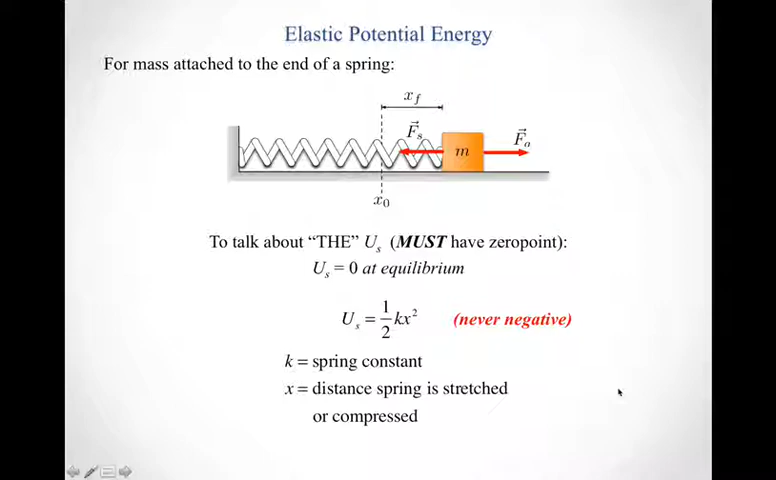 Elastic Potential Energy
For mass attached to the end of a spring:
x_f
F⃗_s
m
F⃗_a
x_0
To talk about “THE” U_s (MUST have zeropoint):
U_s = 0 at equilibrium
U_s = 1/2 kx² (never negative)
k = spring constant
x = distance spring is stretched
or compressed